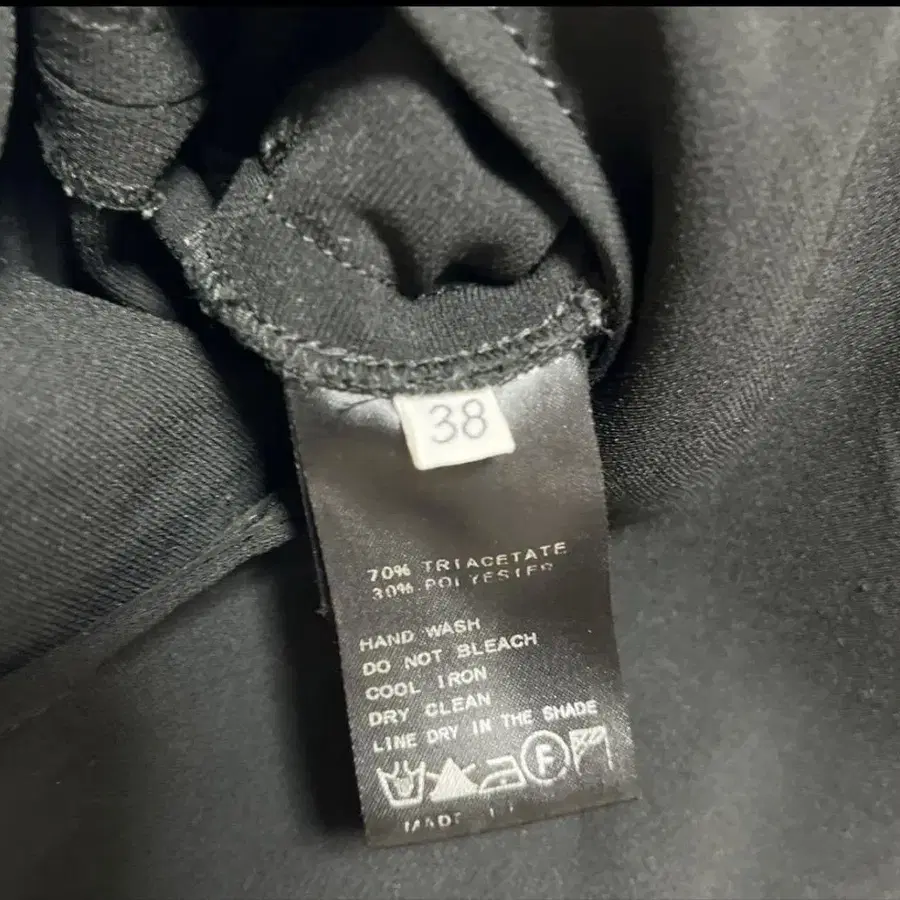 38
70% TRIACETATE
30% POLYESTER
HAND WASH
DO NOT BLEACH
COOL IRON
DRY CLEAN
LINE DRY IN THE SHADE
F
MADE